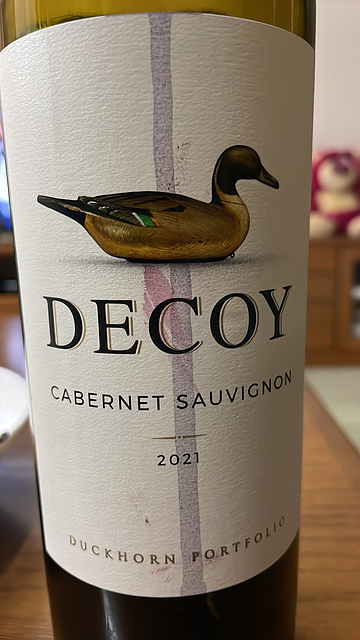 DECOY
CABERNET SAUVIGNON
2021
DUCKHORN PORTFOLIO